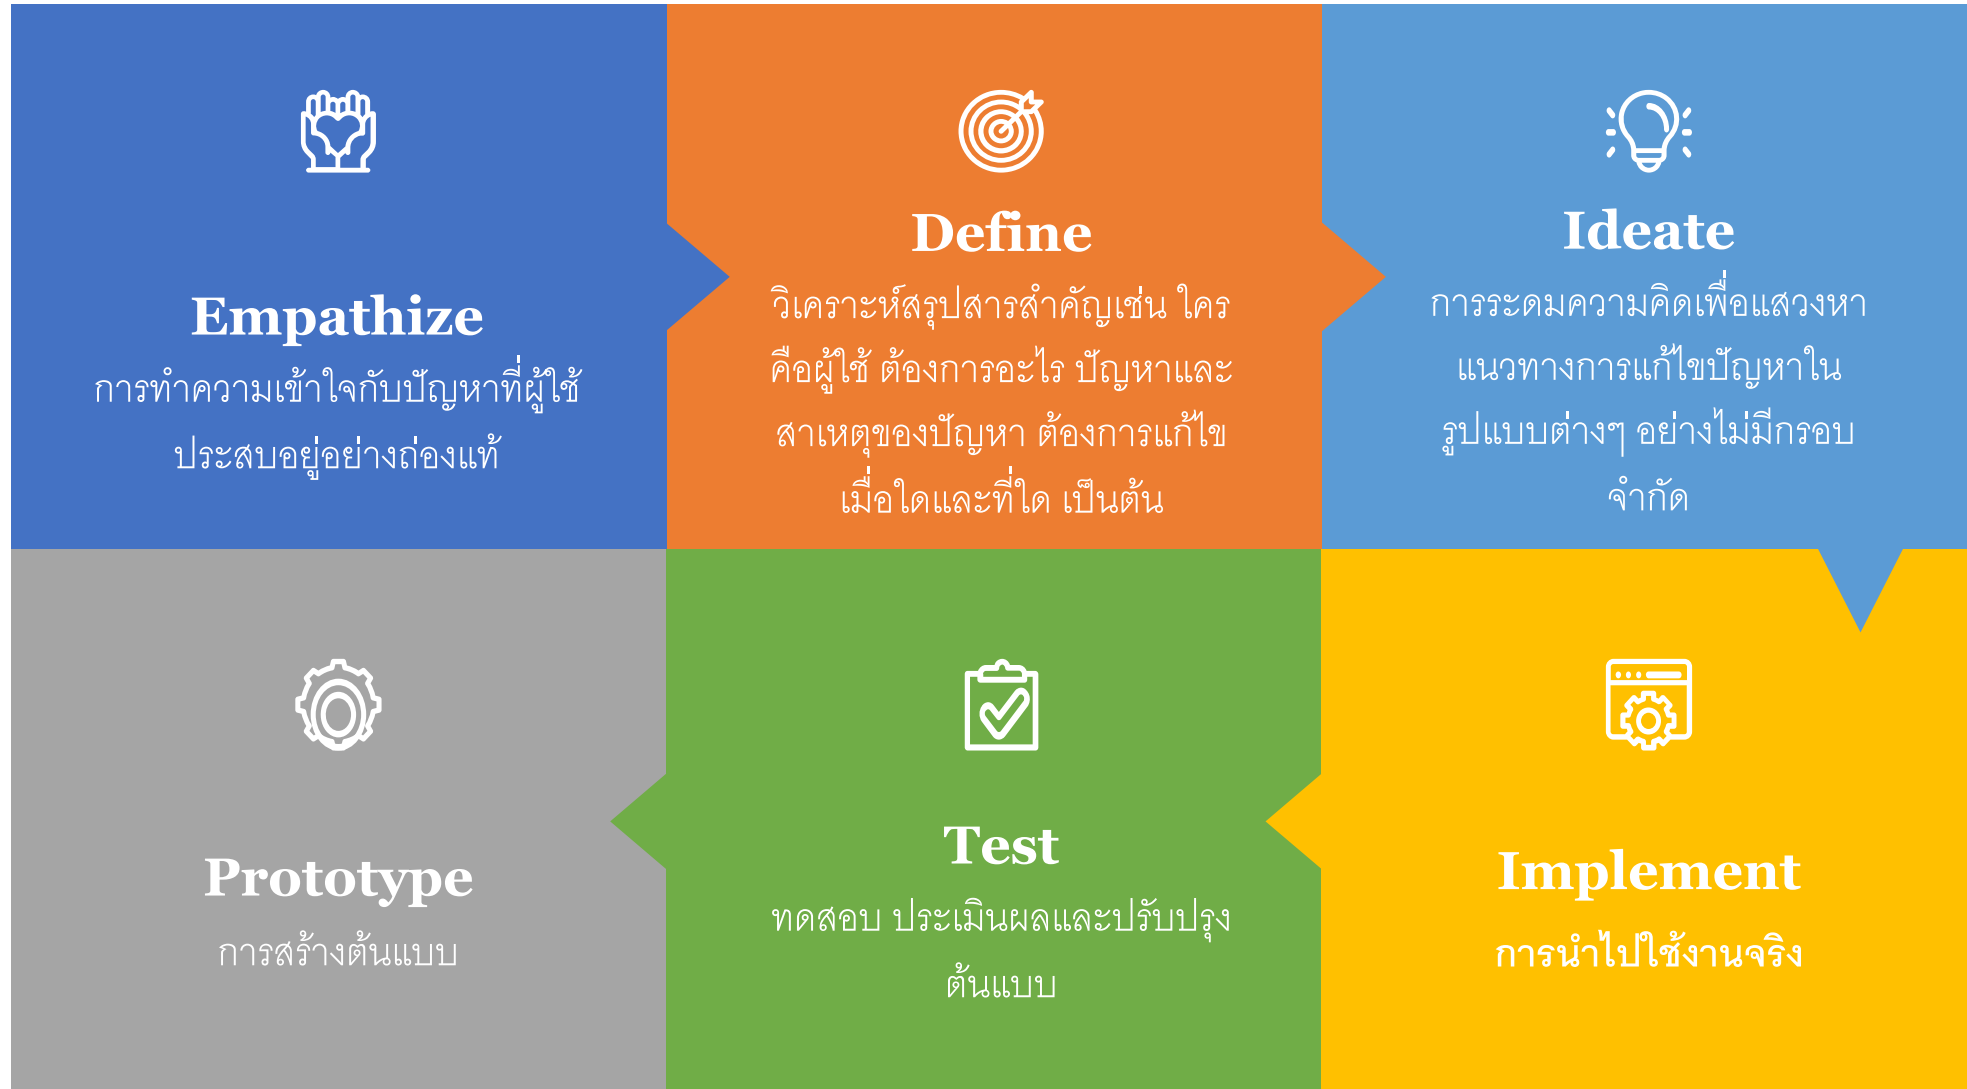 Empathize
การทำความเข้าใจกับปัญหาที่ผู้ใช้
ประสบอยู่อย่างถ่องแท้
Define
วิเคราะห์สรุปสารสำคัญเช่น ใคร
คือผู้ใช้ ต้องการอะไร ปัญหาและ
สาเหตุของปัญหา ต้องการแก้ไข
เมื่อใดและที่ใด เป็นต้น
Ideate
การระดมความคิดเพื่อแสวงหา
แนวทางการแก้ไขปัญหาใน
รูปแบบต่างๆ อย่างไม่มีกรอบ
จำกัด
Prototype
การสร้างต้นแบบ
Test
ทดสอบ ประเมินผลและปรับปรุง
ต้นแบบ
Implement
การนำไปใช้งานจริง